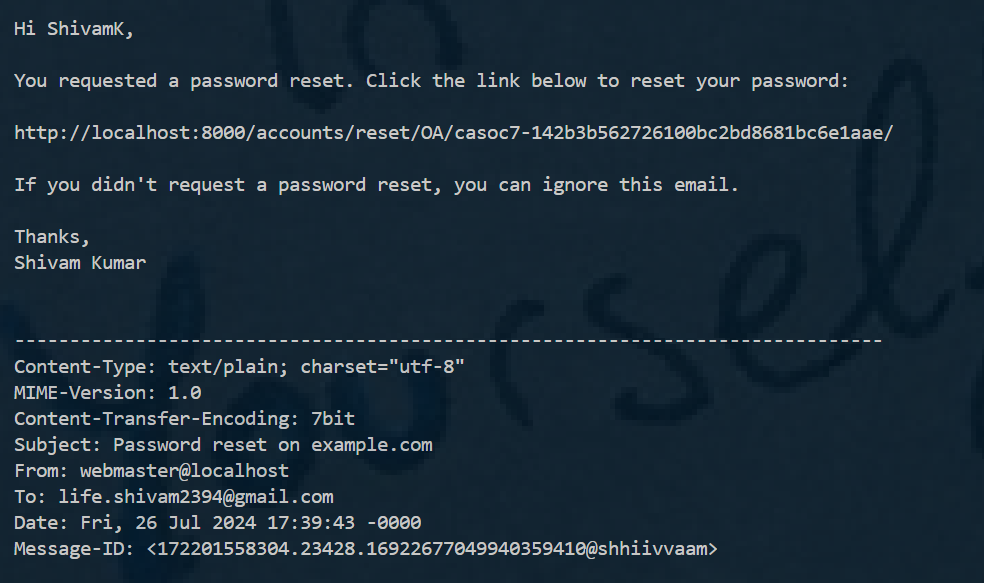 Hi ShivamK,
You requested a password reset. Click the link below to reset your password:
http://localhost:8000/accounts/reset/OA/casoc7-142b3b562726100bc2bd8681bc6e1aae/
If you didn't request a password reset, you can ignore this email.
Thanks,
Shivam Kumar
-------------------------------------------------------------------------------
Content-Type: text/plain; charset="utf-8"
MIME-Version: 1.0
Content-Transfer-Encoding: 7bit
Subject: Password reset on example.com
From: webmaster@localhost
To: life.shivam2394@gmail.com
Date: Fri, 26 Jul 2024 17:39:43 -0000
Message-ID: <172201558304.23428.16922677049940359410@shhiivvaam>